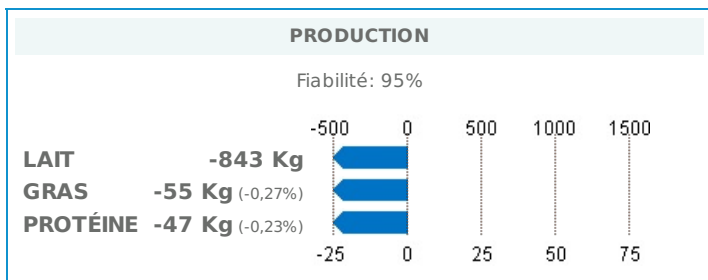 PRODUCTION
Fiabilité: 95%
-500 0 500 1000 1500
LAIT -843 Kg
GRAS -55 Kg (-0,27%)
PROTÉINE -47 Kg (-0,23%)
-25 0 25 50 75